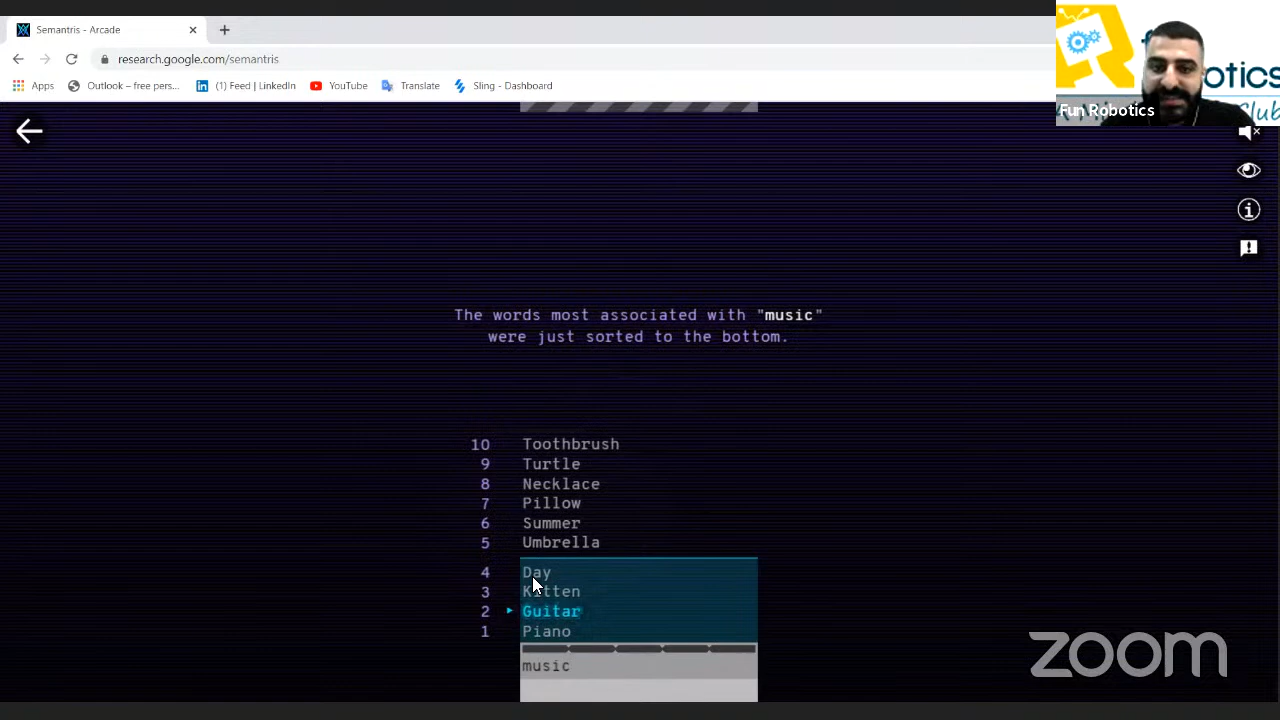 Semantris - Arcade
research.google.com/semantris
Apps
Outlook – free pers...
(1) Feed | LinkedIn
YouTube
Translate
Sling - Dashboard
Fun Robotics
The words most associated with "music"
were just sorted to the bottom.
10 Toothbrush
9 Turtle
8 Necklace
7 Pillow
6 Summer
5 Umbrella
4 Day
3 Kitten
2 Guitar
1 Piano
music
zoom